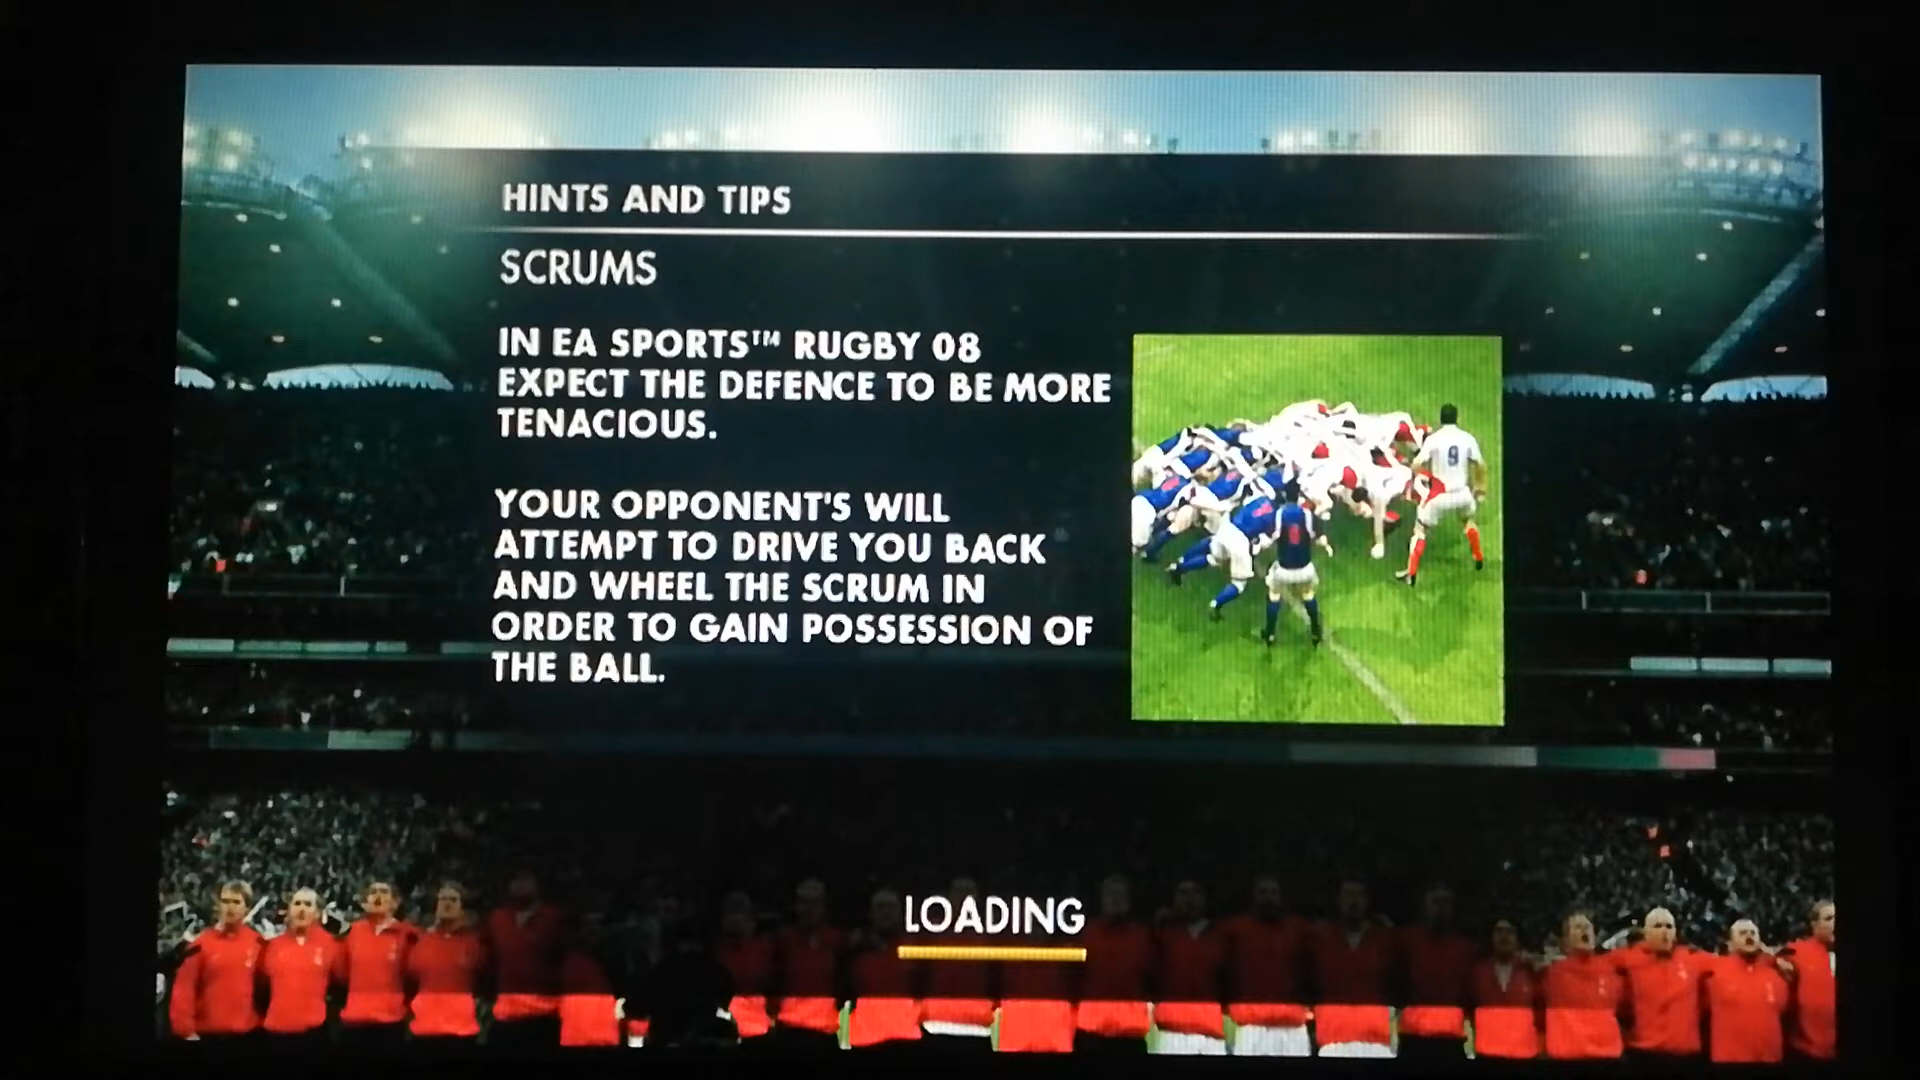 HINTS AND TIPS
SCRUMS
IN EA SPORTS™ RUGBY 08
EXPECT THE DEFENCE TO BE MORE
TENACIOUS.
YOUR OPPONENT'S WILL
ATTEMPT TO DRIVE YOU BACK
AND WHEEL THE SCRUM IN
ORDER TO GAIN POSSESSION OF
THE BALL.
9
LOADING